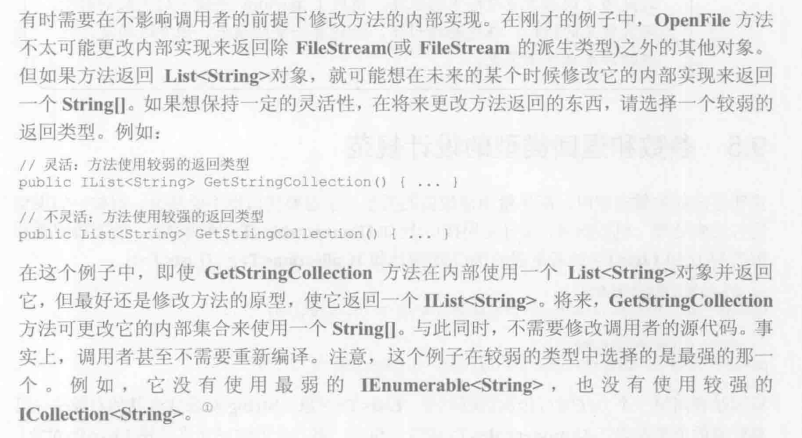 有时需要在不影响调用者的前提下修改方法的内部实现。在刚才的例子中，OpenFile 方法
不太可能更改内部实现来返回除 FileStream(或 FileStream 的派生类型)之外的其他对象。
但如果方法返回 List<String>对象，就可能想在未来的某个时候修改它的内部实现来返回
一个 String[]。如果想保持一定的灵活性，在将来更改方法返回的东西，请选择一个较弱的
返回类型。例如：
// 灵活：方法使用较弱的返回类型
public IList<String> GetStringCollection() { ... }
// 不灵活：方法使用较强的返回类型
public List<String> GetStringCollection() { ... }
在这个例子中，即使 GetStringCollection 方法在内部使用一个 List<String>对象并返回
它，但最好还是修改方法的原型，使它返回一个 IList<String>。将来，GetStringCollection
方法可更改它的内部集合来使用一个 String[]。与此同时，不需要修改调用者的源代码。事
实上，调用者甚至不需要重新编译。注意，这个例子在较弱的类型中选择的是最强的那一
个。例如，它没有使用最弱的 IEnumerable<String>，也没有使用较强的
ICollection<String>。①